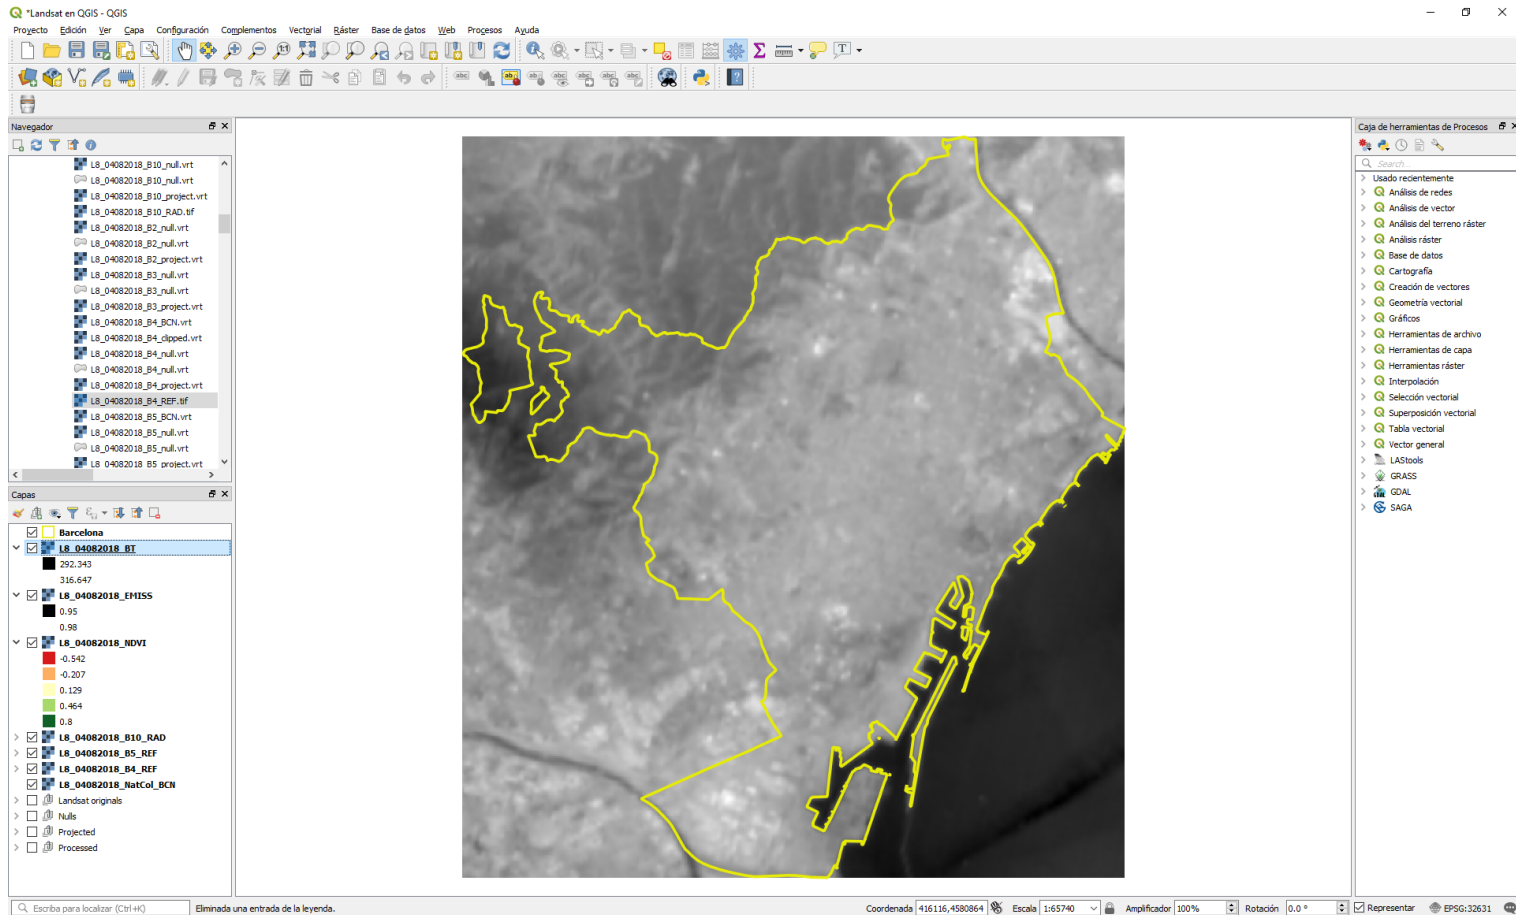 *Landsat en QGIS - QGIS
Proyecto Edición Ver Capa Configuración Complementos Vectorial Ráster Base de datos Web Procesos Ayuda
Navegador
L8_04082018_B10_null.vrt
L8_04082018_B10_null.vrt
L8_04082018_B10_project.vrt
L8_04082018_B10_RAD.tif
L8_04082018_B2_null.vrt
L8_04082018_B2_null.vrt
L8_04082018_B2_project.vrt
L8_04082018_B3_null.vrt
L8_04082018_B3_null.vrt
L8_04082018_B3_project.vrt
L8_04082018_B4_BCN.vrt
L8_04082018_B4_clipped.vrt
L8_04082018_B4_null.vrt
L8_04082018_B4_null.vrt
L8_04082018_B4_project.vrt
L8_04082018_B4_REF.tif
L8_04082018_B5_BCN.vrt
L8_04082018_B5_null.vrt
L8_04082018_B5_null.vrt
L8_04082018_B5_project.vrt
Capas
Barcelona
L8_04082018_BT
292.343
316.647
L8_04082018_EMISS
0.95
0.98
L8_04082018_NDVI
-0.542
-0.207
0.129
0.464
0.8
L8_04082018_B10_RAD
L8_04082018_B5_REF
L8_04082018_B4_REF
L8_04082018_NatCol_BCN
Landsat originals
Nulls
Projected
Processed
Caja de herramientas de Procesos
Search...
Usado recientemente
Análisis de redes
Análisis de vector
Análisis del terreno ráster
Análisis ráster
Base de datos
Cartografía
Creación de vectores
Geometría vectorial
Gráficos
Herramientas de archivo
Herramientas de capa
Herramientas ráster
Interpolación
Selección vectorial
Superposición vectorial
Tabla vectorial
Vector general
LAStools
GRASS
GDAL
SAGA
Escriba para localizar (Ctrl+K) Eliminada una entrada de la leyenda. Coordenada 416116,4580864 Escala 1:65740 Amplificador 100% Rotación 0.0 ° Representar EPSG:32631